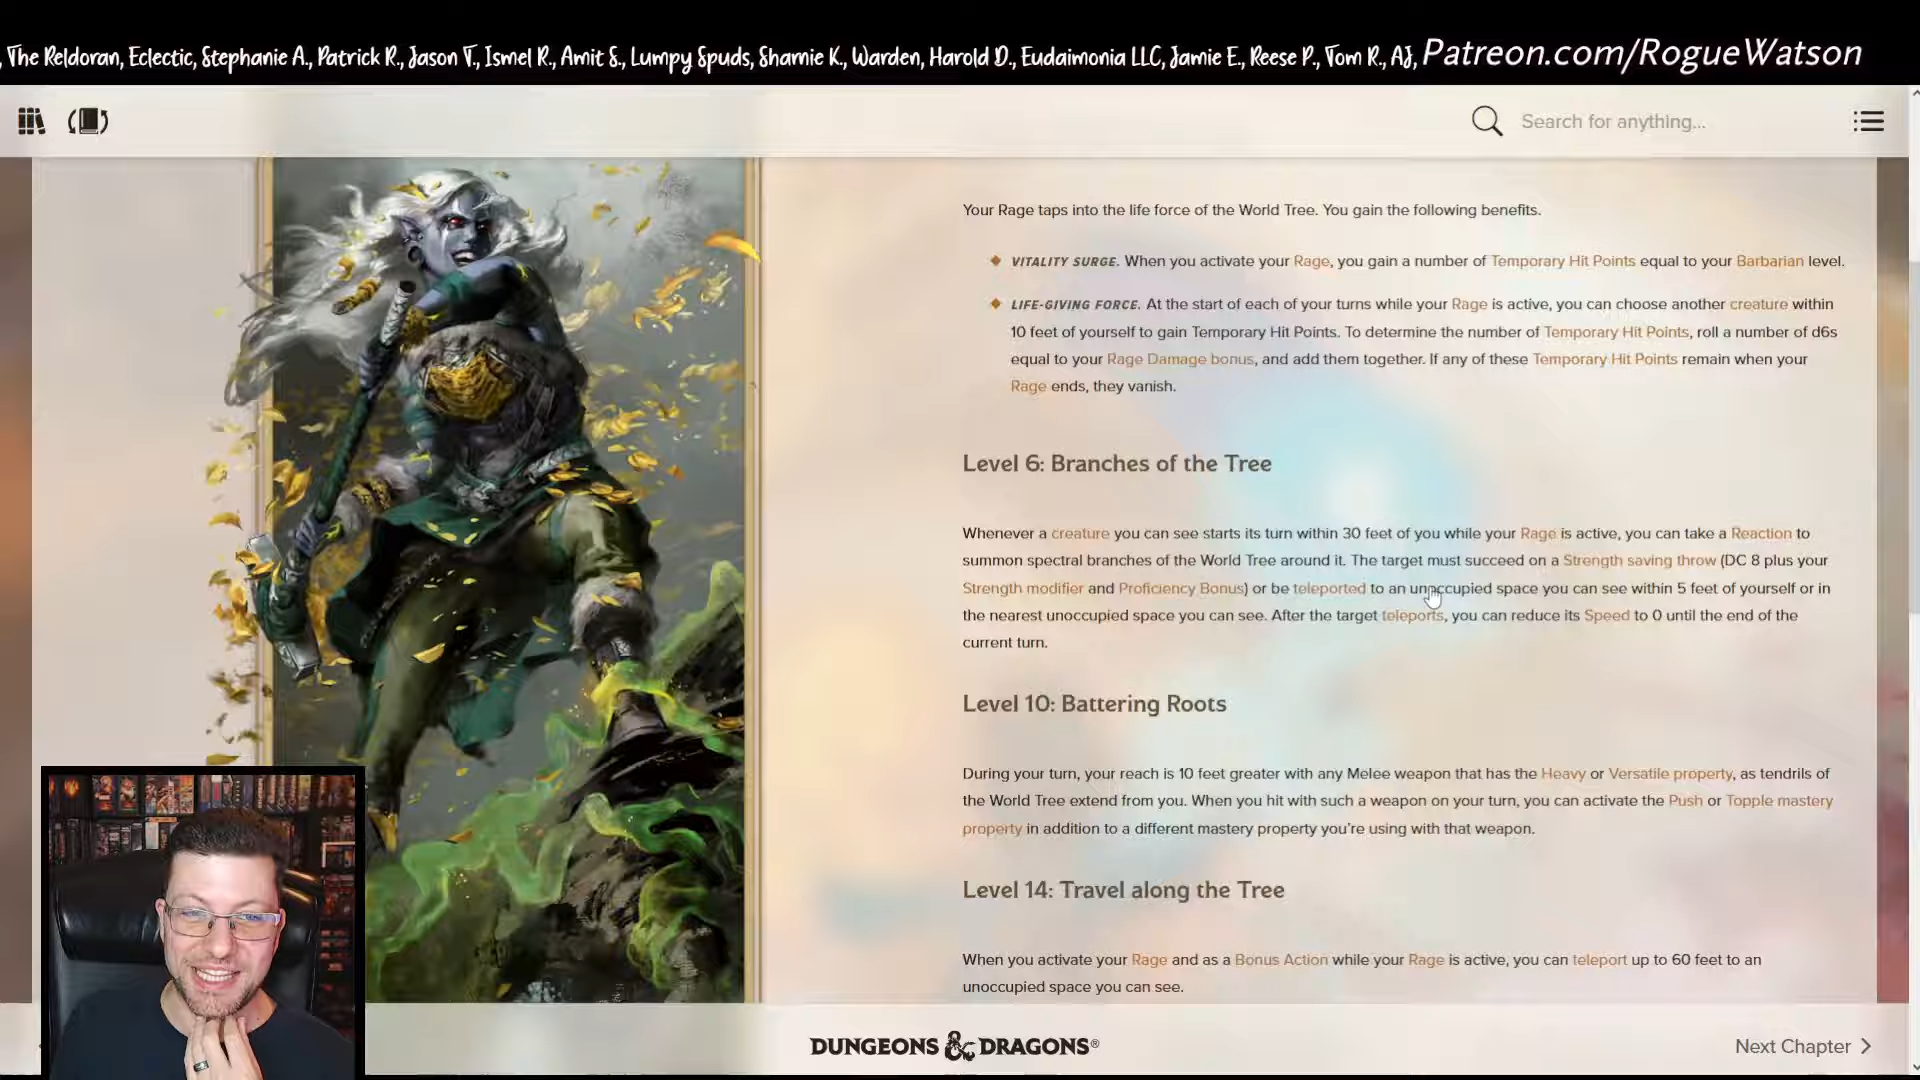 , The Reldoran, Eclectic, Stephanie A., Patrick R., Jason T., Ismel R., Amit S., Lumpy Spuds, Sharnie K., Warden, Harold D., Eudaimonia LLC, Jamie E., Reese P., Tom R., AJ, Patreon.com/RogueWatson
Search for anything...
Your Rage taps into the life force of the World Tree. You gain the following benefits.
VITALITY SURGE. When you activate your Rage, you gain a number of Temporary Hit Points equal to your Barbarian level.
LIFE-GIVING FORCE. At the start of each of your turns while your Rage is active, you can choose another creature within
10 feet of yourself to gain Temporary Hit Points. To determine the number of Temporary Hit Points, roll a number of d6s
equal to your Rage Damage bonus, and add them together. If any of these Temporary Hit Points remain when your
Rage ends, they vanish.
Level 6: Branches of the Tree
Whenever a creature you can see starts its turn within 30 feet of you while your Rage is active, you can take a Reaction to
summon spectral branches of the World Tree around it. The target must succeed on a Strength saving throw (DC 8 plus your
Strength modifier and Proficiency Bonus) or be teleported to an unoccupied space you can see within 5 feet of yourself or in
the nearest unoccupied space you can see. After the target teleports, you can reduce its Speed to 0 until the end of the
current turn.
Level 10: Battering Roots
During your turn, your reach is 10 feet greater with any Melee weapon that has the Heavy or Versatile property, as tendrils of
the World Tree extend from you. When you hit with such a weapon on your turn, you can activate the Push or Topple mastery
property in addition to a different mastery property you're using with that weapon.
Level 14: Travel along the Tree
When you activate your Rage and as a Bonus Action while your Rage is active, you can teleport up to 60 feet to an
unoccupied space you can see.
DUNGEONS & DRAGONS®
Next Chapter